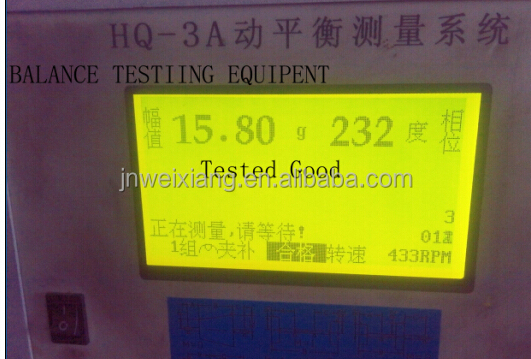 HQ-3A动平衡测量系统
BALANCE TESTIING EQUIPENT
幅值 15.80 g 232 度 相位
Tested Good
jnweixiang.en.alibaba.com
3
正在测量,请等待!
1组 夹补 合格 转速 433RPM